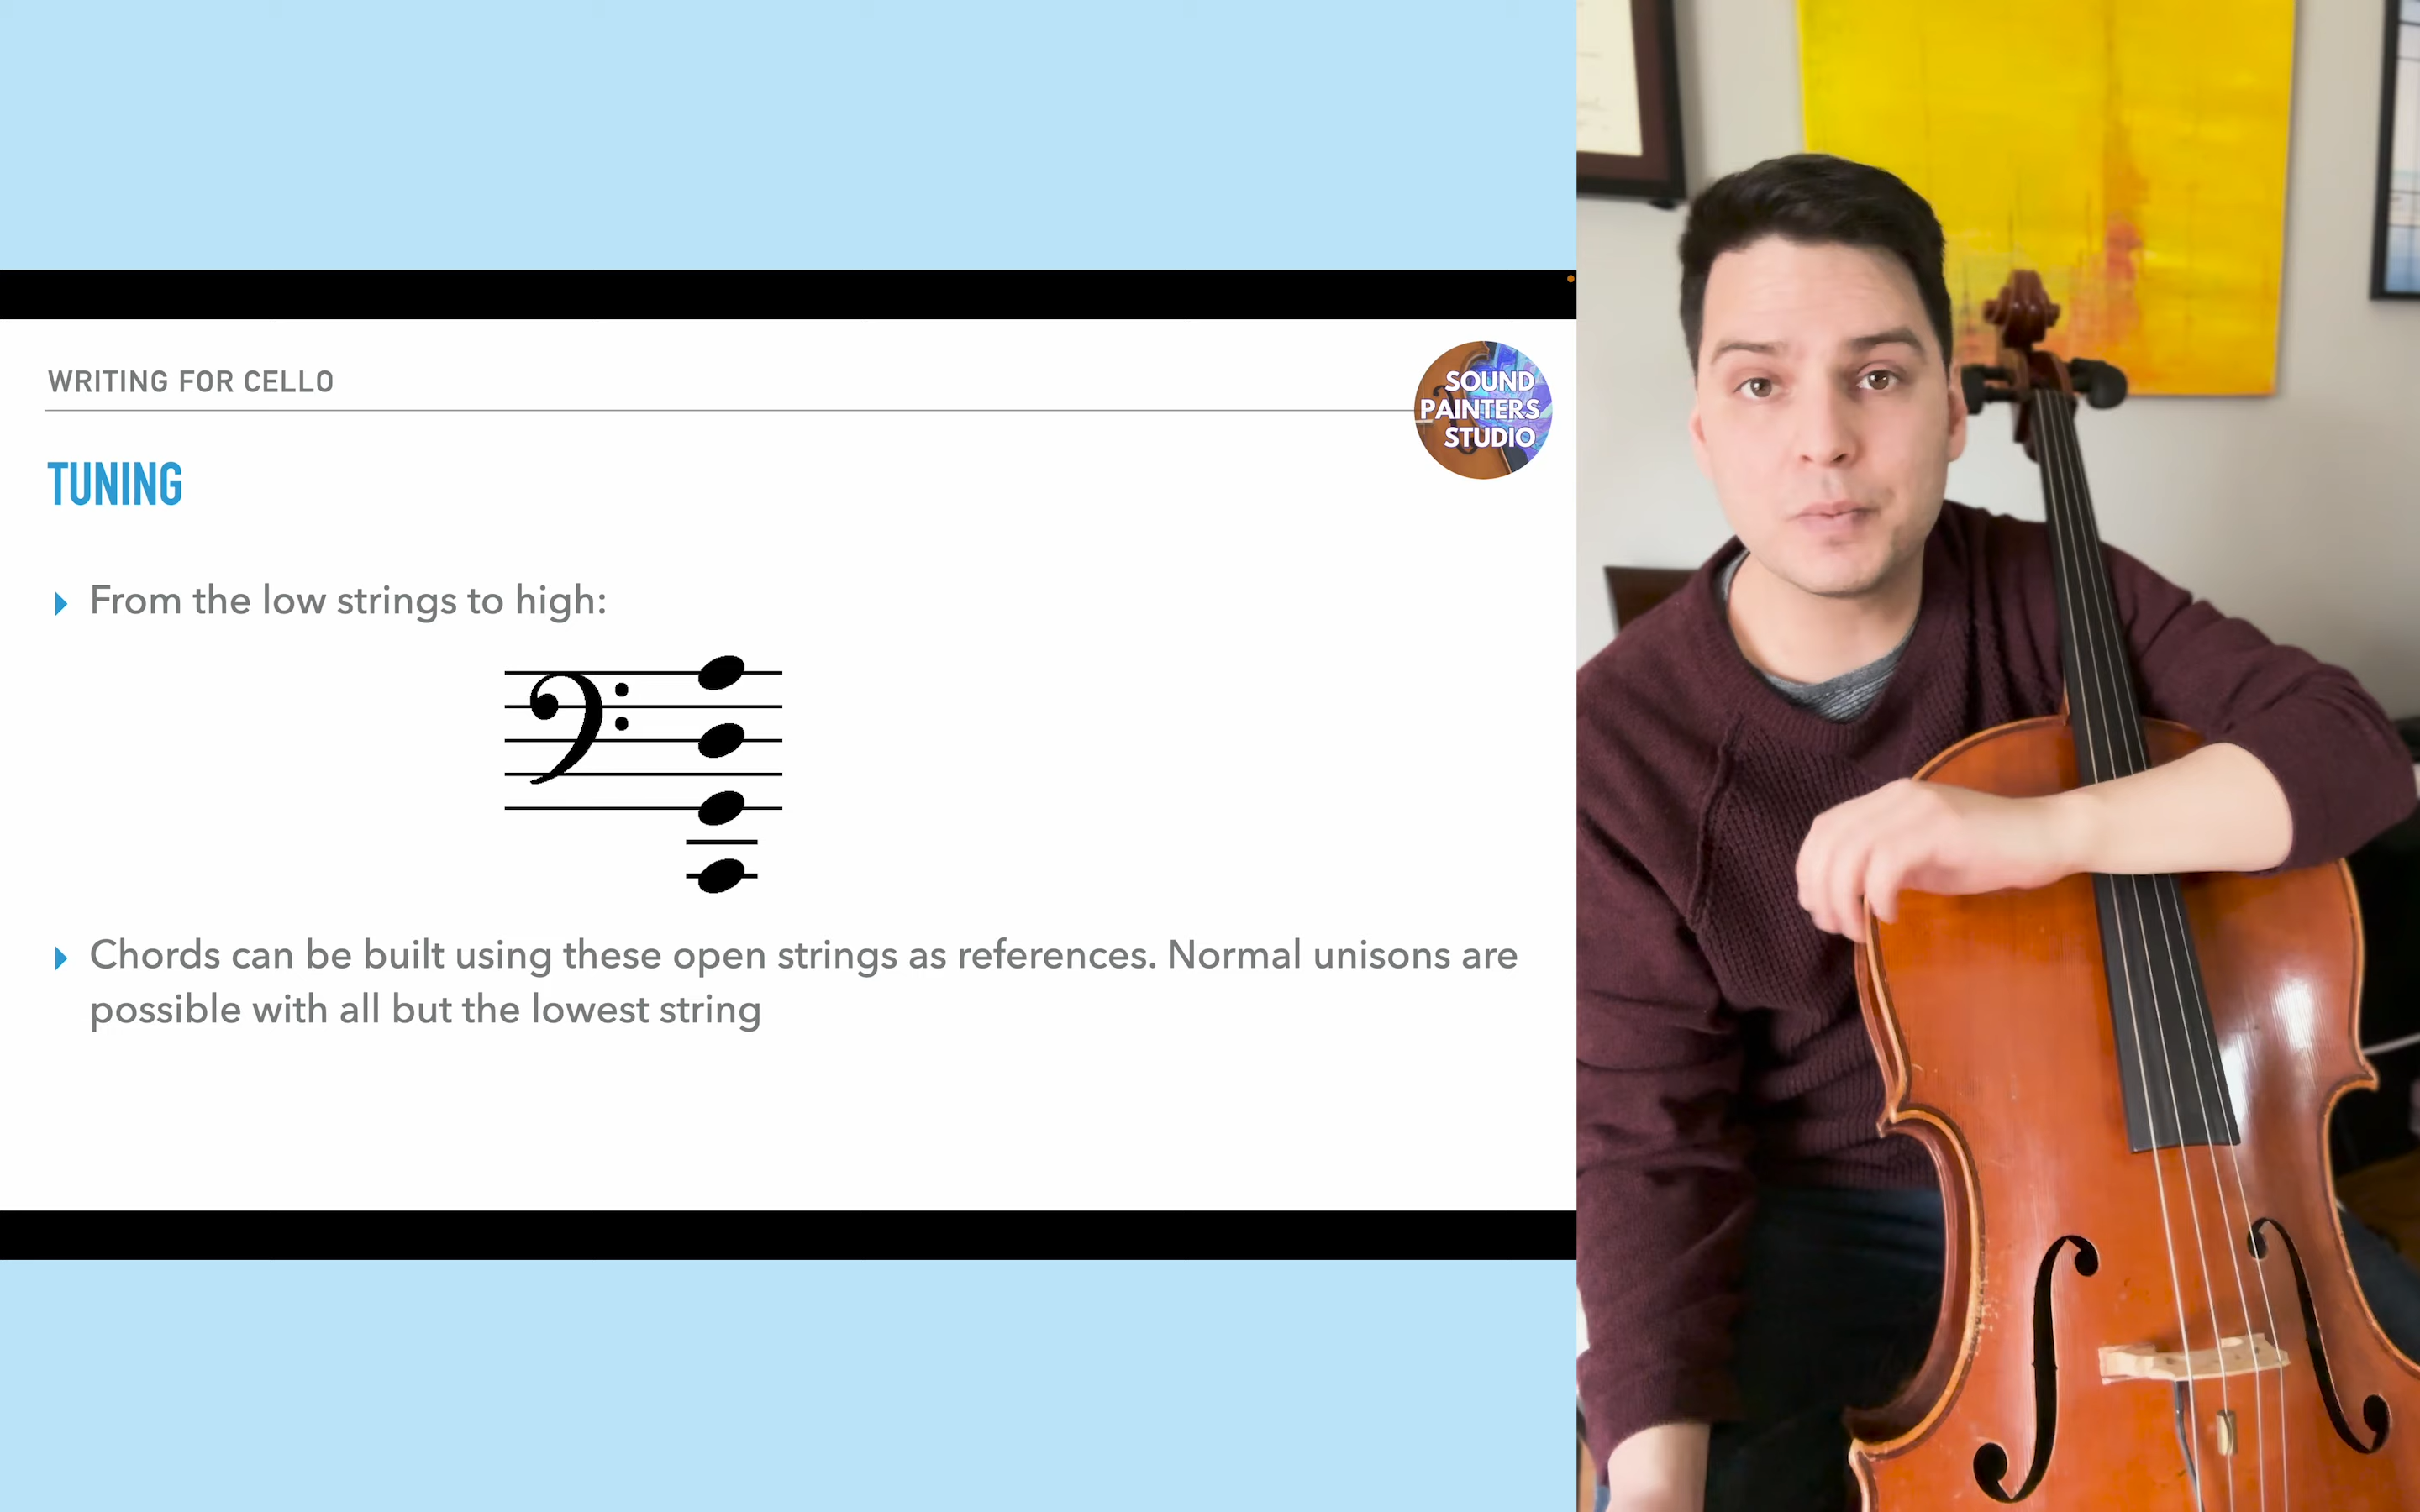 WRITING FOR CELLO
SOUND
PAINTERS
STUDIO
TUNING
From the low strings to high:
Chords can be built using these open strings as references. Normal unisons are
possible with all but the lowest string